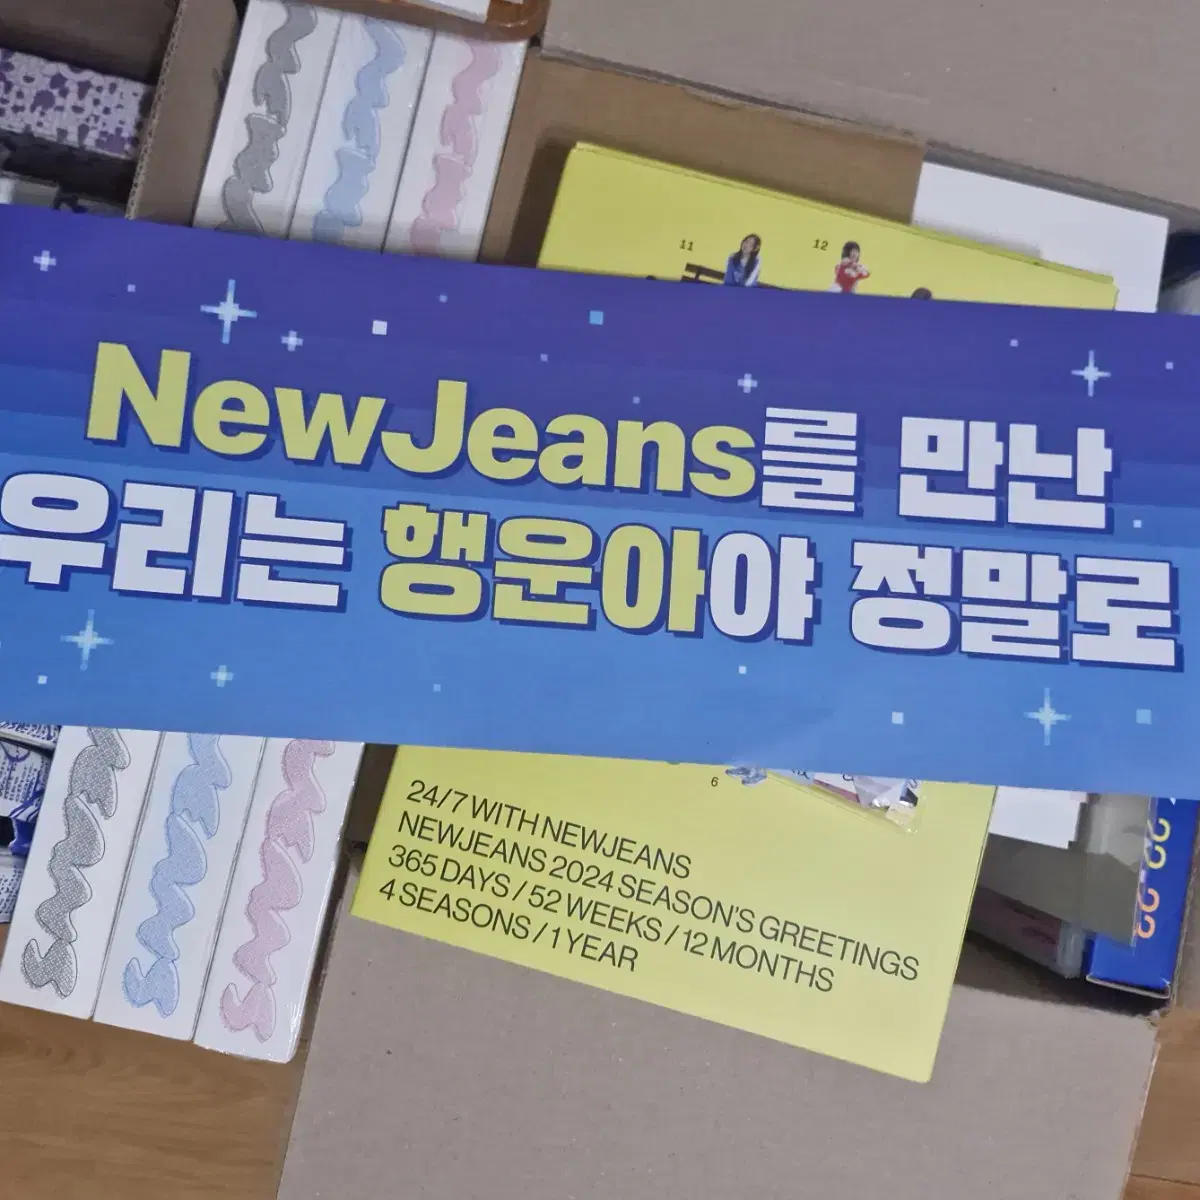 11
12
NewJeans를 만난
우리는 행운아야 정말로
6
24/7 WITH NEWJEANS
NEWJEANS 2024 SEASON'S GREETINGS
365 DAYS / 52 WEEKS / 12 MONTHS
4 SEASONS / 1 YEAR